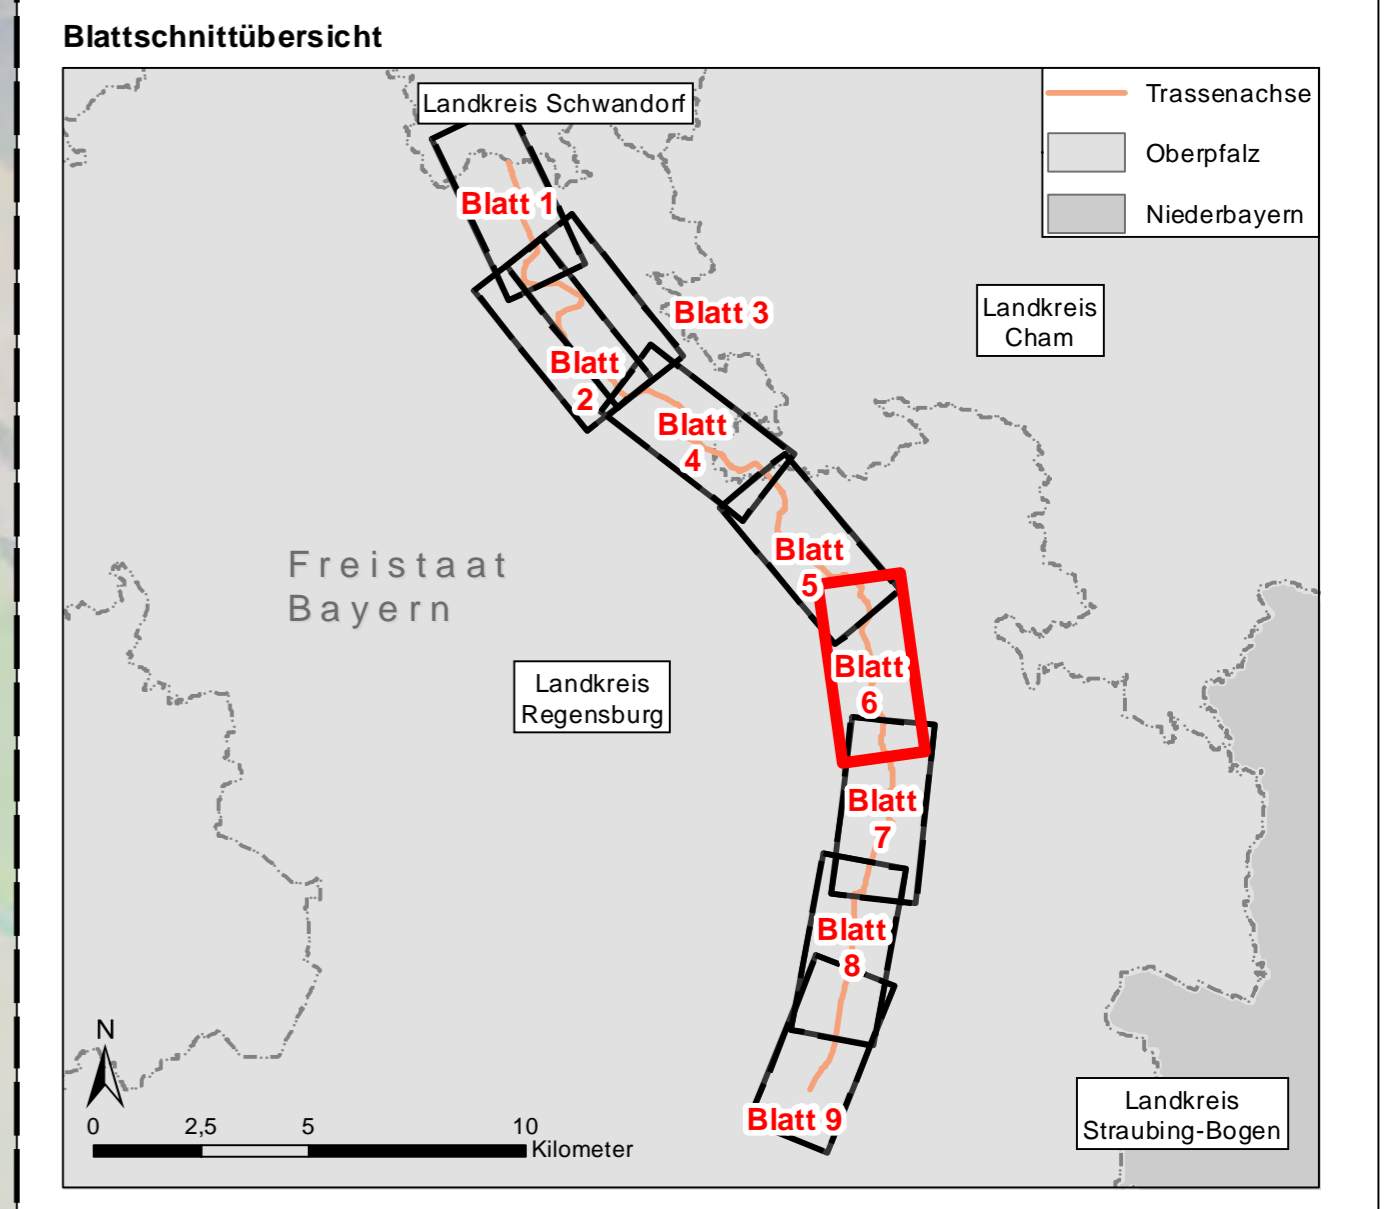 Blattschnittübersicht
Landkreis Schwandorf
Trassenachse
Oberpfalz
Niederbayern
Blatt 1
Landkreis
Cham
Blatt 3
Blatt
2
Blatt
4
Blatt
5
Freistaat
Bayern
Landkreis
Regensburg
Blatt
6
Blatt
7
Blatt
8
Blatt 9
N
0 2,5 5 10
Kilometer
Landkreis
Straubing-Bogen